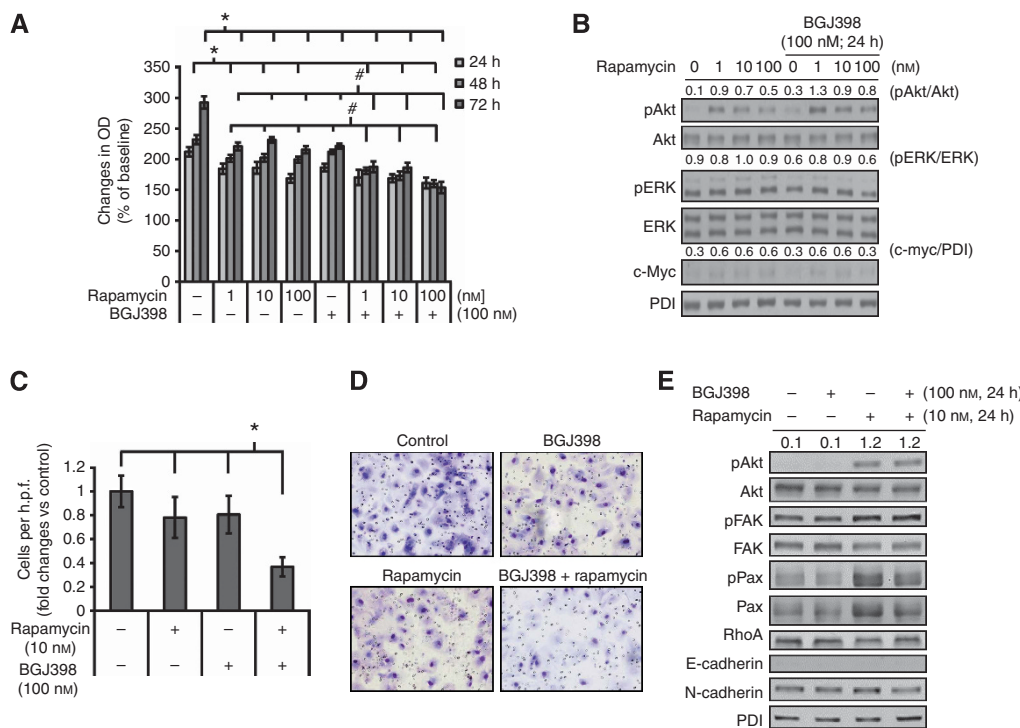 A
*
*
#
#
24 h
48 h
72 h
350
300
250
200
150
100
50
0
Changes in OD
(% of baseline)
Rapamycin – 1 10 100 – 1 10 100 (nM]
BGJ398 + + + + (100 nM)
B
BGJ398
(100 nM; 24 h)
Rapamycin 0 1 10 100 0 1 10 100 (nM)
0.1 0.9 0.7 0.5 0.3 1.3 0.9 0.8 (pAkt/Akt)
pAkt
Akt
0.9 0.8 1.0 0.9 0.6 0.8 0.9 0.6 (pERK/ERK)
pERK
ERK
0.3 0.6 0.6 0.6 0.3 0.6 0.6 0.3 (c-myc/PDI)
c-Myc
PDI
C
*
1.2
1
0.8
0.6
0.4
0.2
0
Cells per h.p.f.
(fold changes vs control)
Rapamycin – + – +
(10 nM)
BGJ398 – – + +
(100 nM)
D
Control BGJ398
Rapamycin BGJ398 + rapamycin
E
BGJ398 – + – + (100 nM, 24 h)
Rapamycin – – + + (10 nM, 24 h)
0.1 0.1 1.2 1.2
pAkt
Akt
pFAK
FAK
pPax
Pax
RhoA
E-cadherin
N-cadherin
PDI